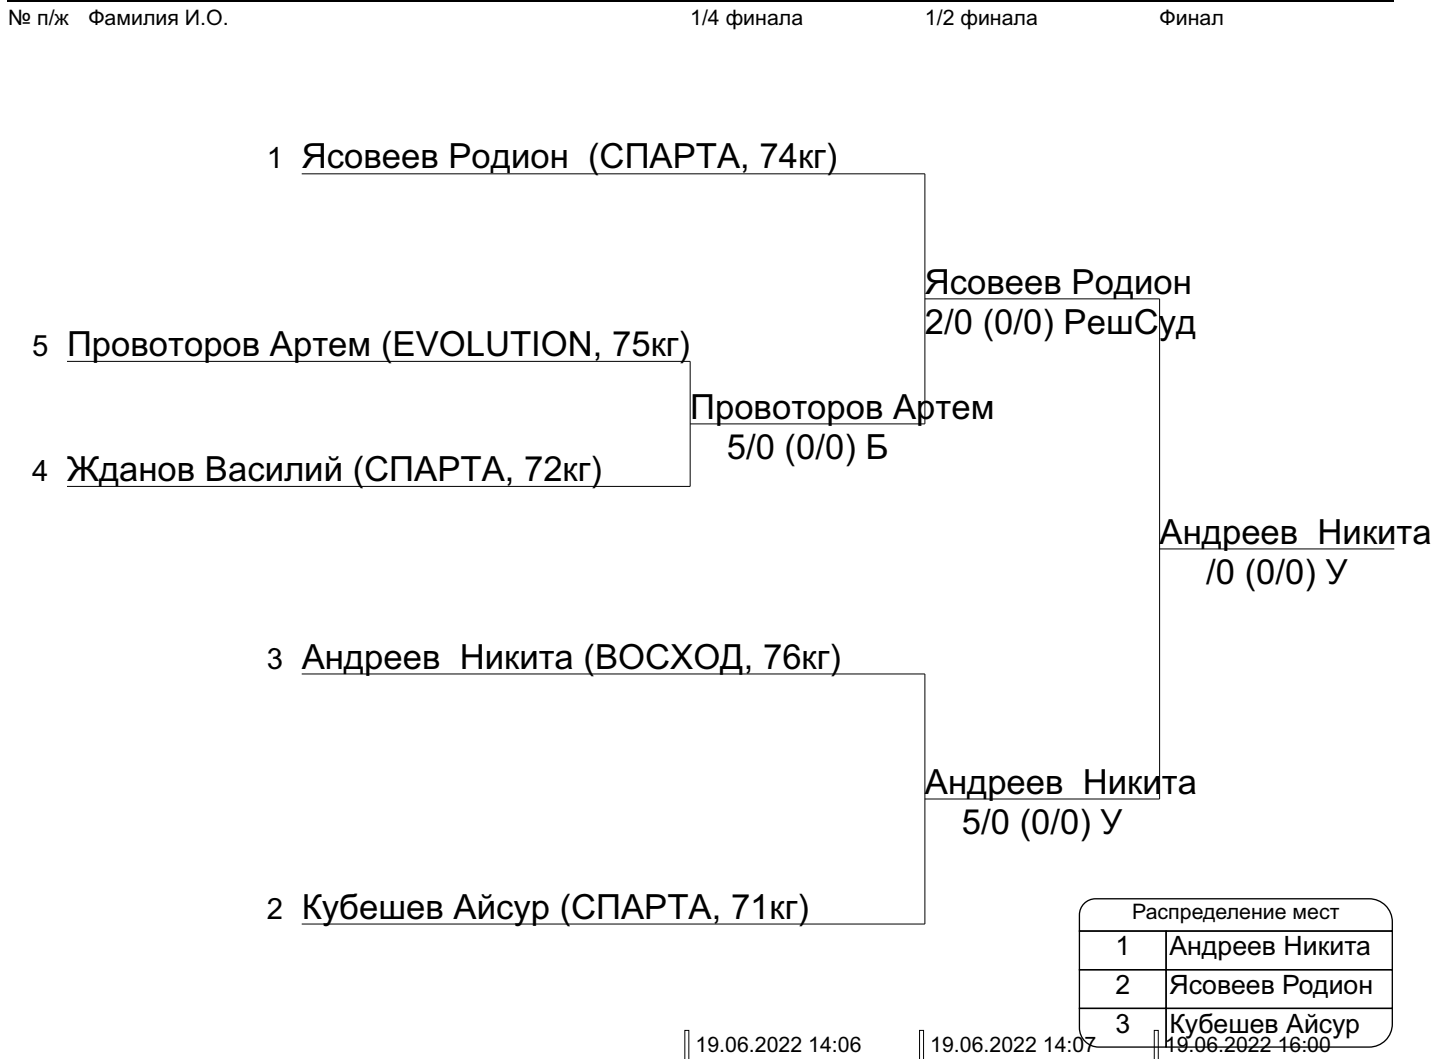 № п/ж Фамилия И.О. 1/4 финала 1/2 финала Финал
1 Ясовеев Родион (СПАРТА, 74кг)
Ясовеев Родион
2/0 (0/0) РешСуд
5 Провоторов Артем (EVOLUTION, 75кг)
Провоторов Артем
5/0 (0/0) Б
4 Жданов Василий (СПАРТА, 72кг)
Андреев Никита
/0 (0/0) У
3 Андреев Никита (ВОСХОД, 76кг)
Андреев Никита
5/0 (0/0) У
2 Кубешев Айсур (СПАРТА, 71кг)
Распределение мест
1 Андреев Никита
2 Ясовеев Родион
3 Кубешев Айсур
19.06.2022 14:06 19.06.2022 14:07 19.06.2022 16:00